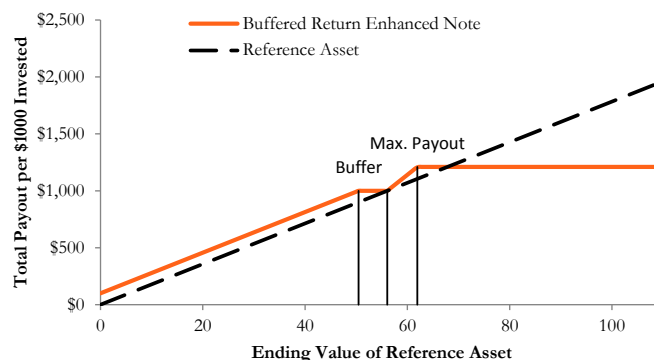 $2,500
Buffered Return Enhanced Note
Reference Asset
$2,000
$1,500
Max. Payout
Buffer
$1,000
$500
$0
0 20 40 60 80 100
Total Payout per $1000 Invested
Ending Value of Reference Asset